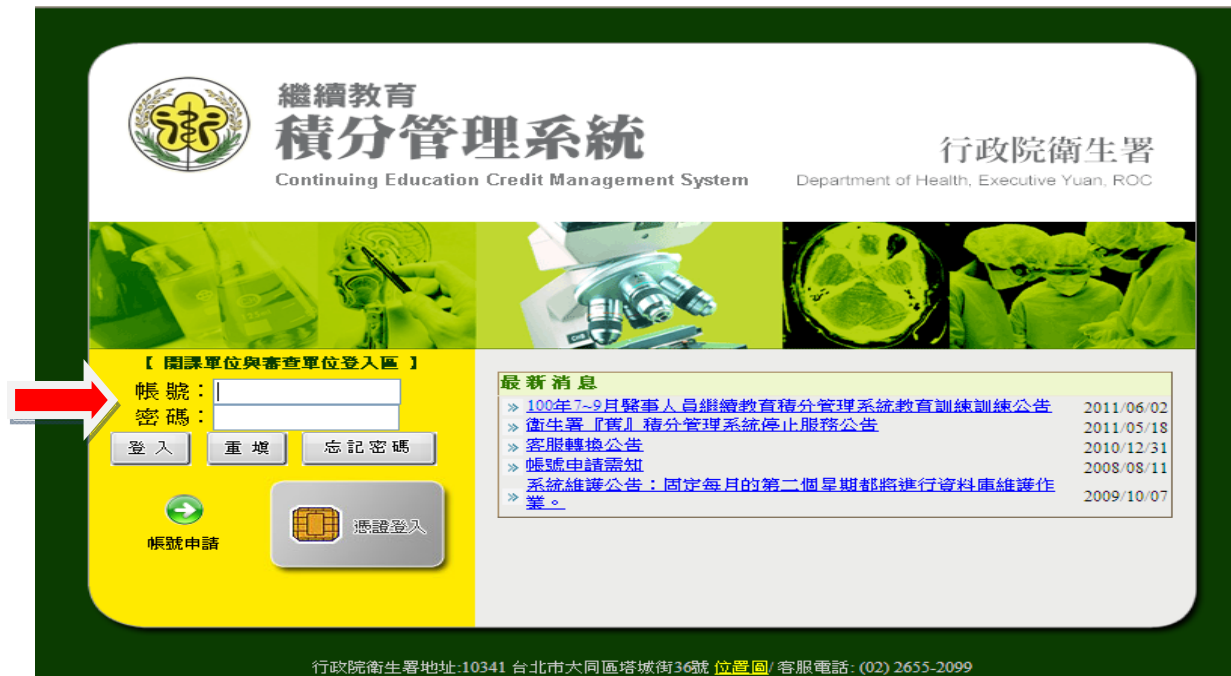 繼續教育
積分管理系統
Continuing Education Credit Management System
行政院衛生署
Department of Health, Executive Yuan, ROC
【 開課單位與審查單位登入區 】
帳號：
密碼：
登 入
重 填
忘記密碼
帳號申請
憑證登入
最新消息
» 100年7~9月醫事人員繼續教育積分管理系統教育訓練訓練公告 2011/06/02
» 衛生署『舊』積分管理系統停止服務公告 2011/05/18
» 客服轉換公告 2010/12/31
» 帳號申請需知 2008/08/11
» 系統維護公告：固定每月的第二個星期都將進行資料庫維護作
業。 2009/10/07
行政院衛生署地址:10341 台北市大同區塔城街36號 位置圖/ 客服電話: (02) 2655-2099